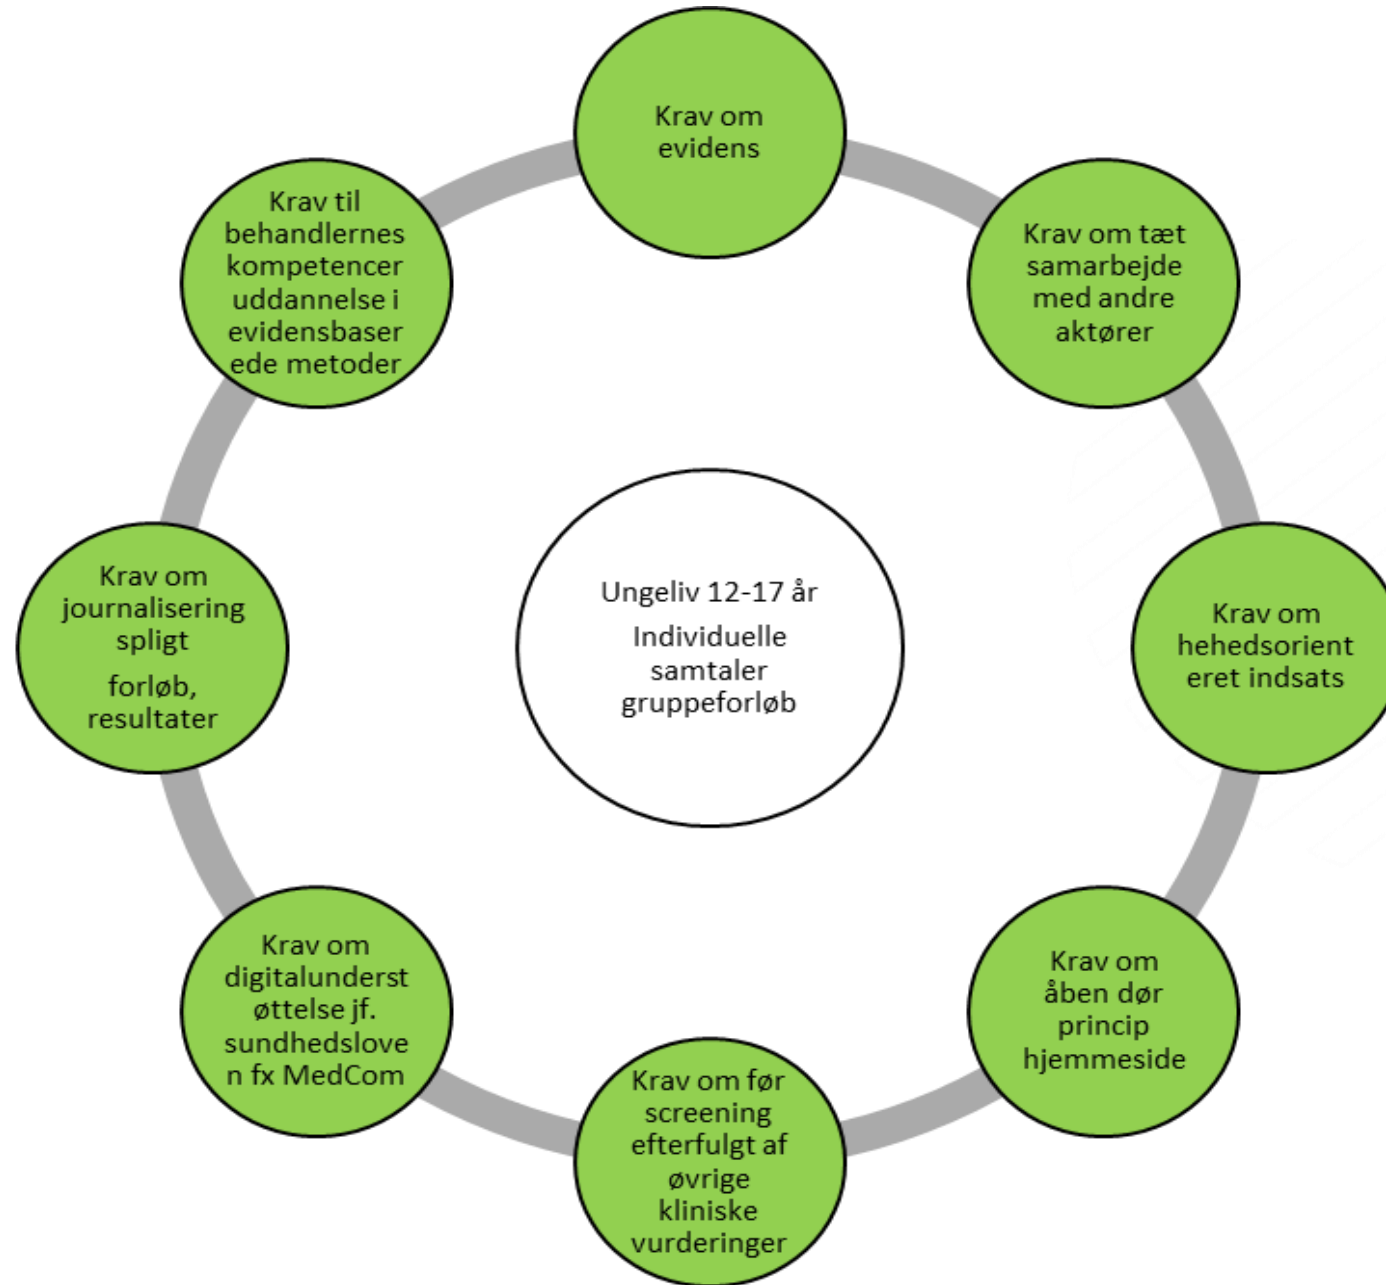 Krav om
evidens
Krav om tæt
samarbejde
med andre
aktører
Krav om
hehedsorient
eret indsats
Krav om
åben dør
princip
hjemmeside
Krav om før
screening
efterfulgt af
øvrige
kliniske
vurderinger
Krav om
digitalunderst
øttelse jf.
sundhedslove
n fx MedCom
Krav om
journalisering
spligt
forløb,
resultater
Krav til
behandlernes
kompetencer
uddannelse i
evidensbaser
ede metoder
Ungeliv 12-17 år
Individuelle
samtaler
gruppeforløb